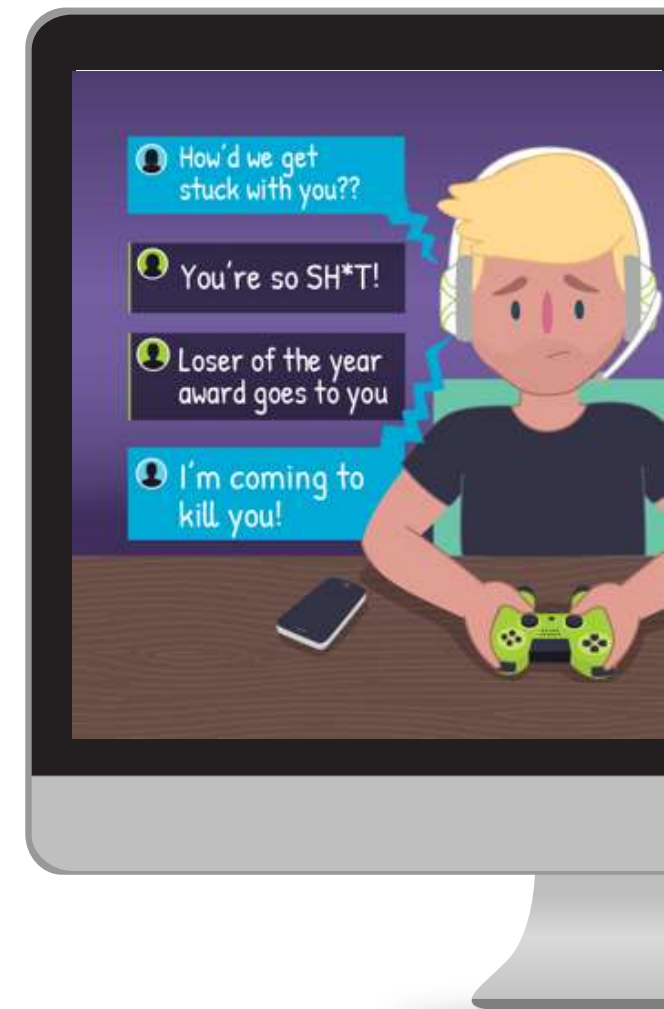 How'd we get
stuck with you??
You're so SH*T!
Loser of the year
award goes to you
I'm coming to
kill you!